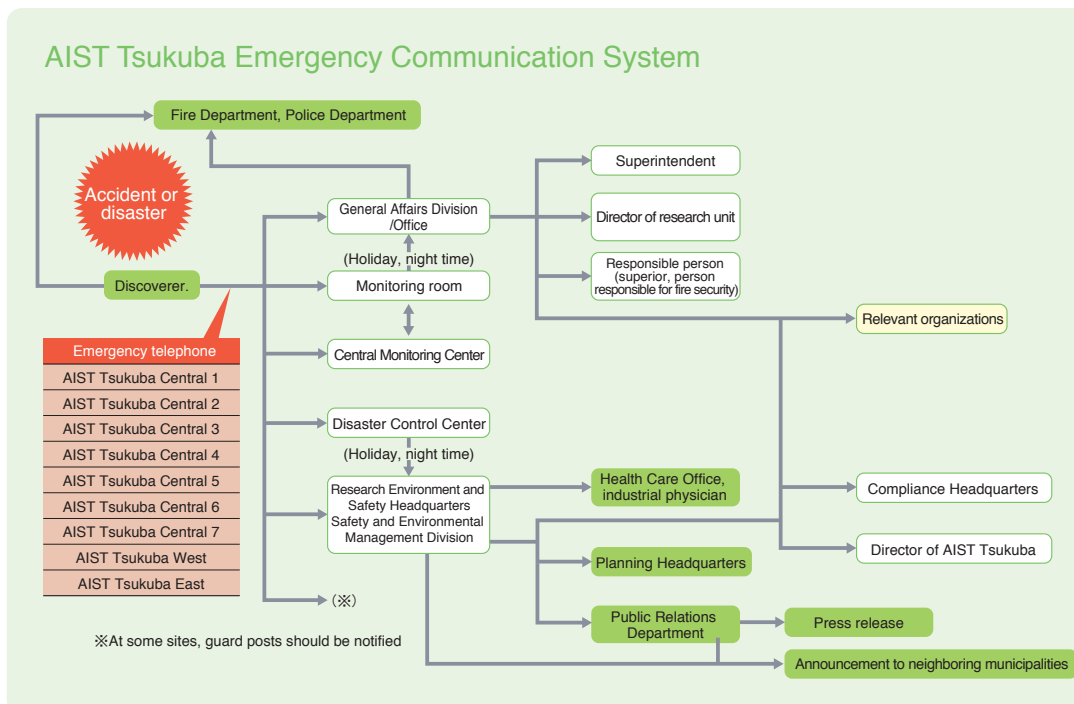 AIST Tsukuba Emergency Communication System
Fire Department, Police Department
Accident or
disaster
Superintendent
General Affairs Division
/Office
Director of research unit
(Holiday, night time)
Responsible person
(superior, person
responsible for fire security)
Discoverer.
Monitoring room
Relevant organizations
Emergency telephone
Central Monitoring Center
AIST Tsukuba Central 1
AIST Tsukuba Central 2
AIST Tsukuba Central 3
AIST Tsukuba Central 4
AIST Tsukuba Central 5
AIST Tsukuba Central 6
AIST Tsukuba Central 7
AIST Tsukuba West
AIST Tsukuba East
Disaster Control Center
(Holiday, night time)
Research Environment and
Safety Headquarters
Safety and Environmental
Management Division
Health Care Office,
industrial physician
Compliance Headquarters
Director of AIST Tsukuba
Planning Headquarters
(※)
Public Relations
Department
Press release
※At some sites, guard posts should be notified
Announcement to neighboring municipalities